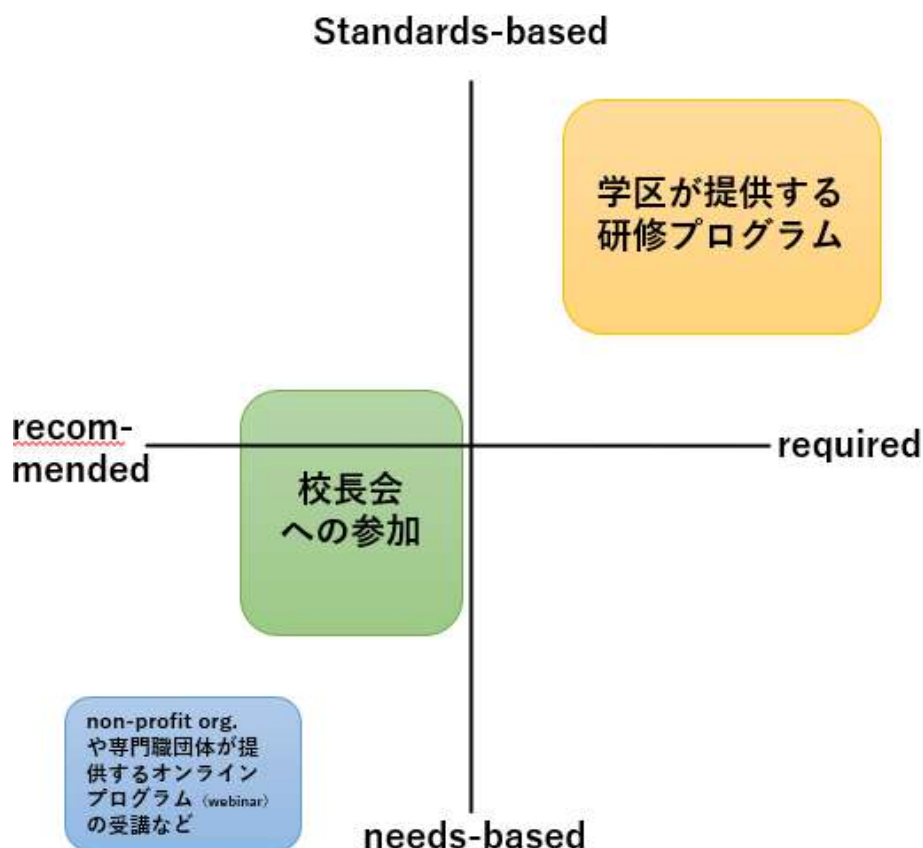 Standards-based
学区が提供する
研修プログラム
recom-
mended
required
校長会
への参加
non-profit org.
や専門職団体が提
供するオンライン
プログラム（webinar）
の受講など
needs-based